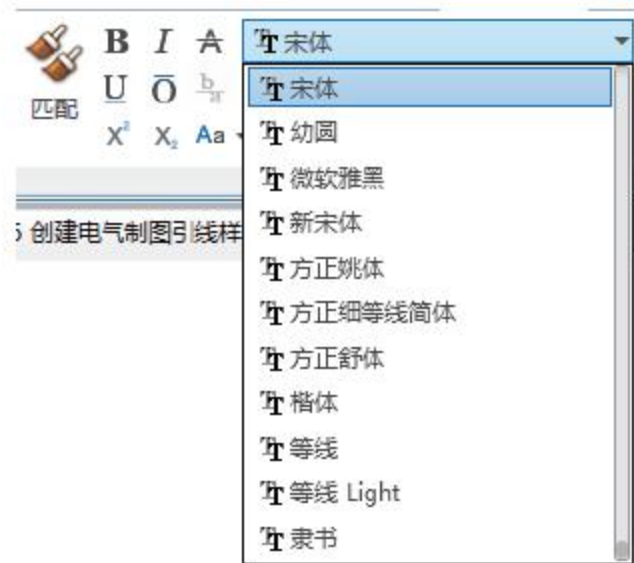 B I A 宋体
U O b/a
匹配
X² X₂ Aa
宋体
幼圆
微软雅黑
新宋体
5 创建电气制图引线样
方正姚体
方正细等线简体
方正舒体
楷体
等线
等线 Light
隶书